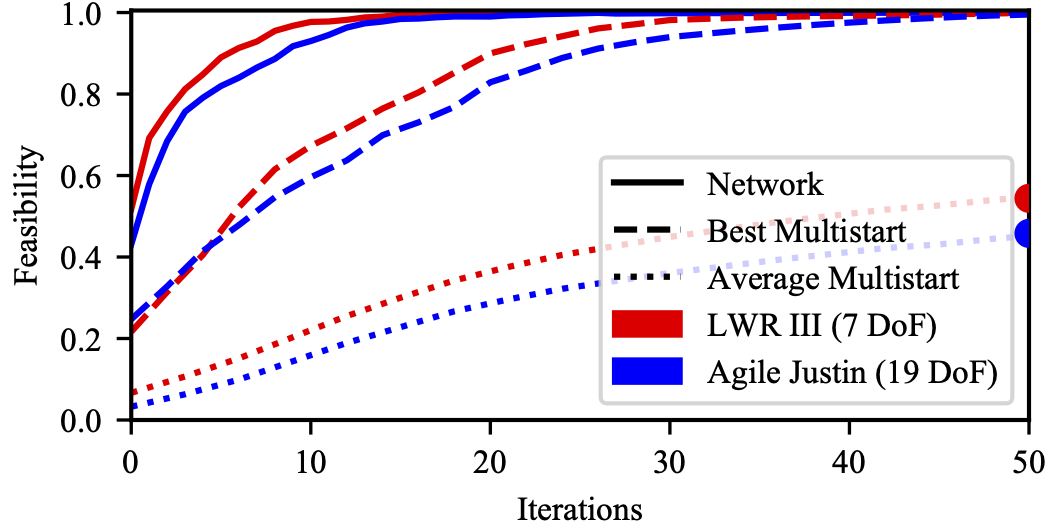 1.0
0.8
0.6
0.4
0.2
0.0
Feasibility
Network
Best Multistart
Average Multistart
LWR III (7 DoF)
Agile Justin (19 DoF)
0 10 20 30 40 50
Iterations